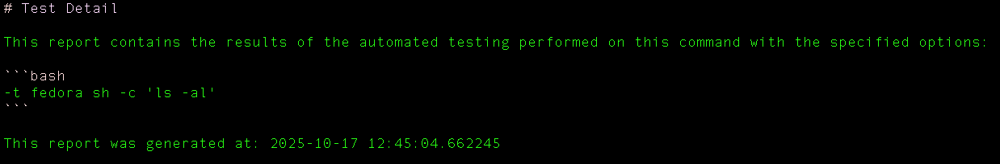 # Test Detail
This report contains the results of the automated testing performed on this command with the specified options:
```bash
-t fedora sh -c 'ls -al'
```
This report was generated at: 2025-10-17 12:45:04.662245